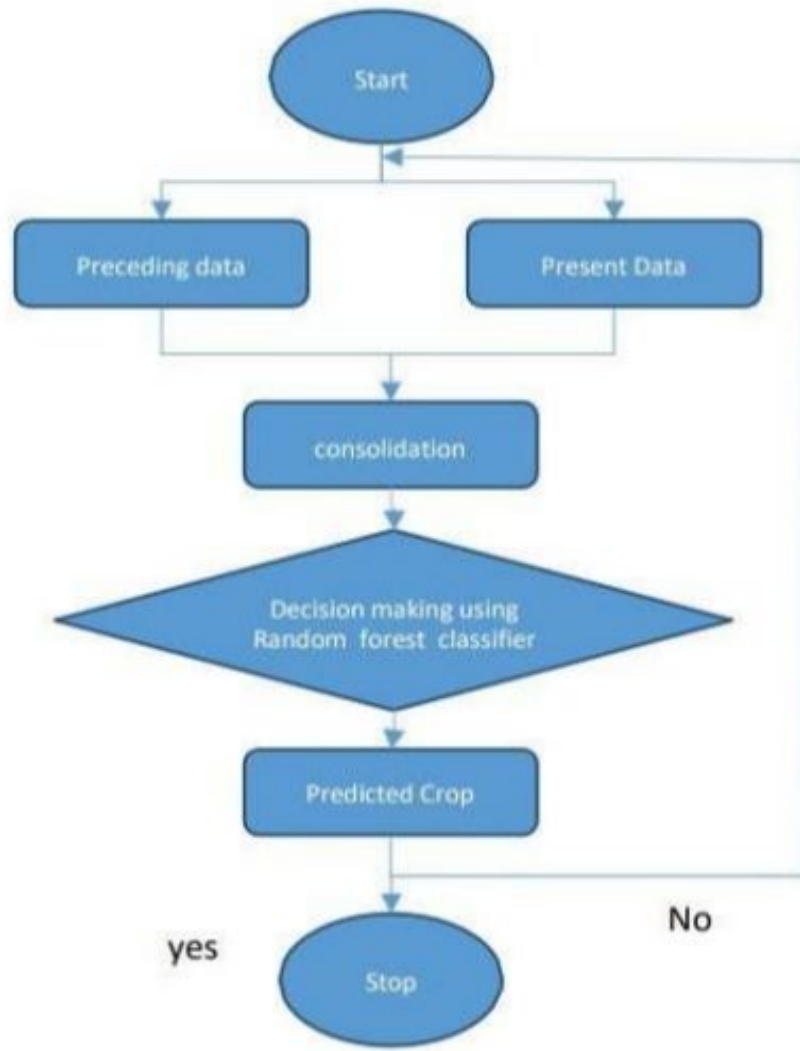 Start
Preceding data
Present Data
consolidation
Decision making using
Random forest classifier
Predicted Crop
No
yes
Stop